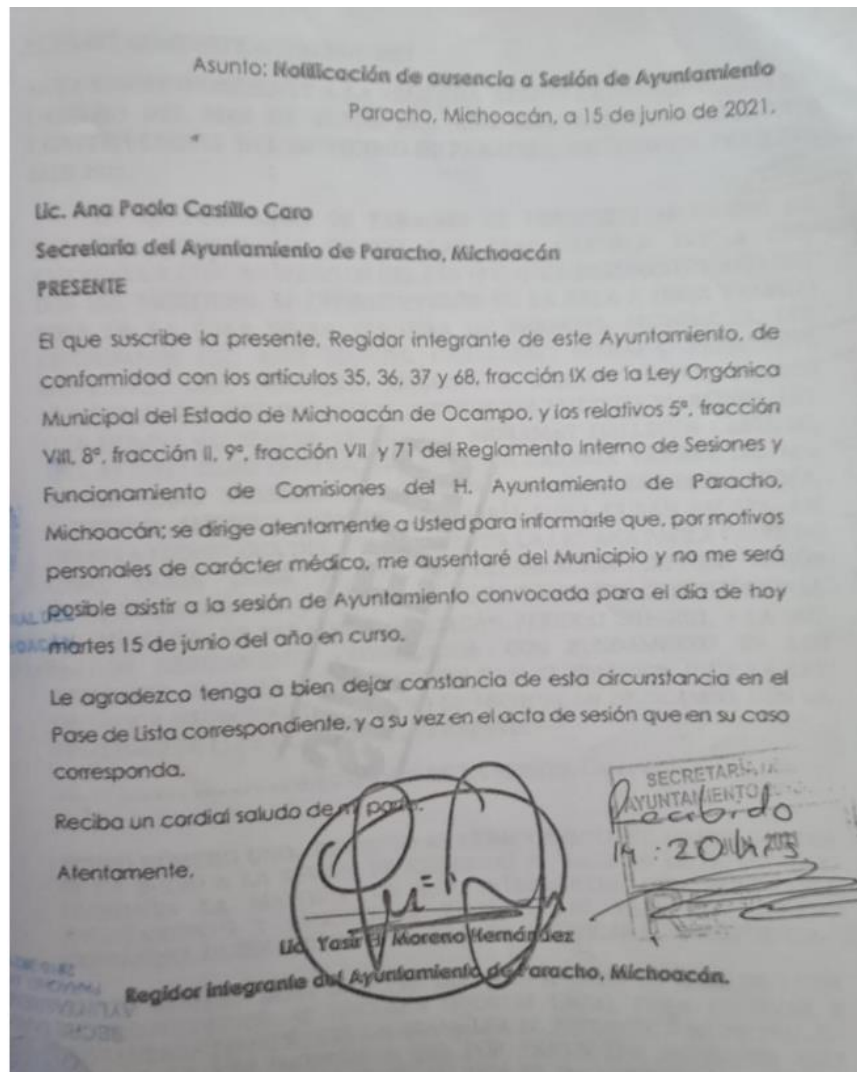 Asunto: Notificación de ausencia a Sesión de Ayuntamiento
Paracho, Michoacán, a 15 de junio de 2021.
Lic. Ana Paola Castillo Caro
Secretaria del Ayuntamiento de Paracho, Michoacán
PRESENTE
El que suscribe la presente, Regidor integrante de este Ayuntamiento, de
conformidad con los artículos 35, 36, 37 y 68, fracción IX de la Ley Orgánica
Municipal del Estado de Michoacán de Ocampo, y los relativos 5º, fracción
VIII, 8º, fracción II, 9º, fracción VII y 71 del Reglamento Interno de Sesiones y
Funcionamiento de Comisiones del H. Ayuntamiento de Paracho,
Michoacán; se dirige atentamente a Usted para informarle que, por motivos
personales de carácter médico, me ausentaré del Municipio y no me será
posible asistir a la sesión de Ayuntamiento convocada para el día de hoy
martes 15 de junio del año en curso.
Le agradezco tenga a bien dejar constancia de esta circunstancia en el
Pase de Lista correspondiente, y a su vez en el acta de sesión que en su caso
corresponda.
Reciba un cordial saludo de mi parte.
SECRETARÍA
AYUNTAMIENTO
Recibido
14:20
Atentamente,
Lic. Yasir Moreno Hernández
Regidor integrante del Ayuntamiento de Paracho, Michoacán.